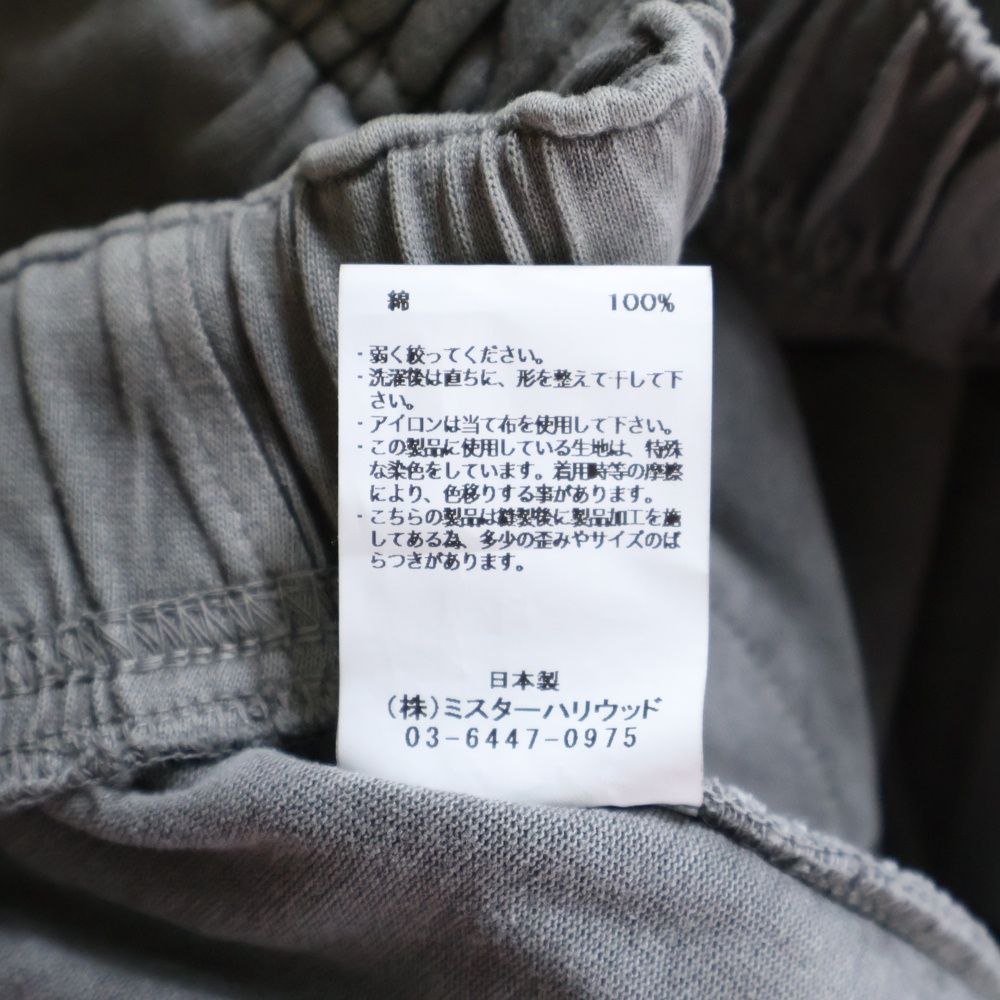 綿 100%
・弱く絞ってください。
・洗濯後は直ちに、形を整えて干して下
さい。
・アイロンは当て布を使用して下さい。
・この製品に使用している生地は、特殊
な染色をしています。着用時等の摩擦
により、色移りする事があります。
・こちらの製品は縫製後に製品加工を施
してある為、多少の歪みやサイズのば
らつきがあります。
日本製
(株)ミスターハリウッド
03-6447-0975